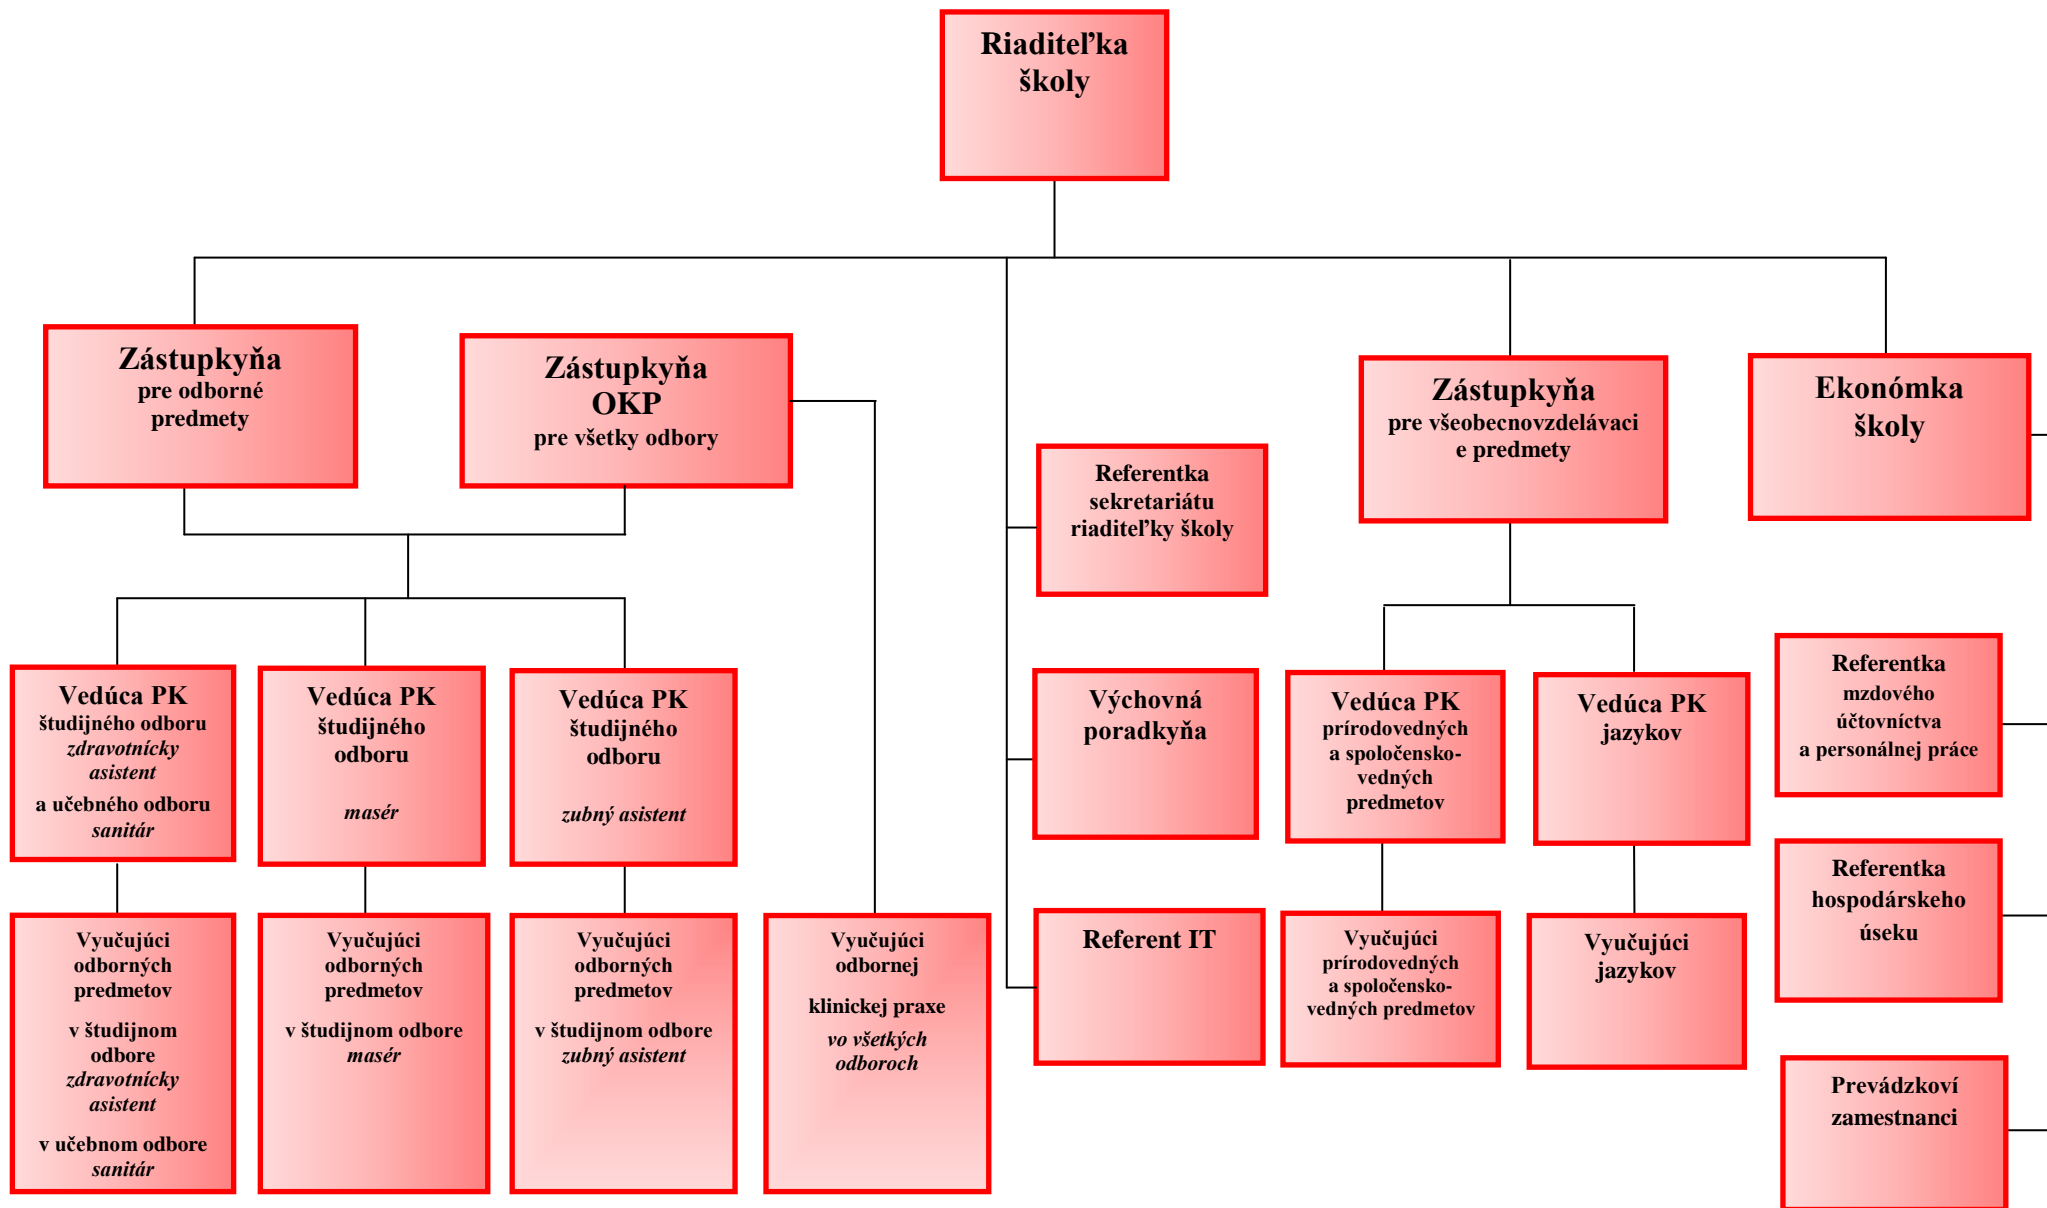 Riaditeľka
školy
Zástupkyňa
pre odborné
predmety
Zástupkyňa
OKP
pre všetky odbory
Zástupkyňa
pre všeobecnovzdelávaci
e predmety
Ekonómka
školy
Referentka
sekretariátu
riaditeľky školy
Výchovná
poradkyňa
Referent IT
Vedúca PK
študijného odboru
zdravotnícky
asistent
a učebného odboru
sanitár
Vedúca PK
študijného
odboru
masér
Vedúca PK
študijného
odboru
zubný asistent
Vedúca PK
prírodovedných
a spoločensko-
vedných
predmetov
Vedúca PK
jazykov
Referentka
mzdového
účtovníctva
a personálnej práce
Referentka
hospodárskeho
úseku
Prevádzkoví
zamestnanci
Vyučujúci
odborných
predmetov
v študijnom
odbore
zdravotnícky
asistent
v učebnom odbore
sanitár
Vyučujúci
odborných
predmetov
v študijnom odbore
masér
Vyučujúci
odborných
predmetov
v študijnom odbore
zubný asistent
Vyučujúci
odbornej
klinickej praxe
vo všetkých
odboroch
Vyučujúci
prírodovedných
a spoločensko-
vedných predmetov
Vyučujúci
jazykov